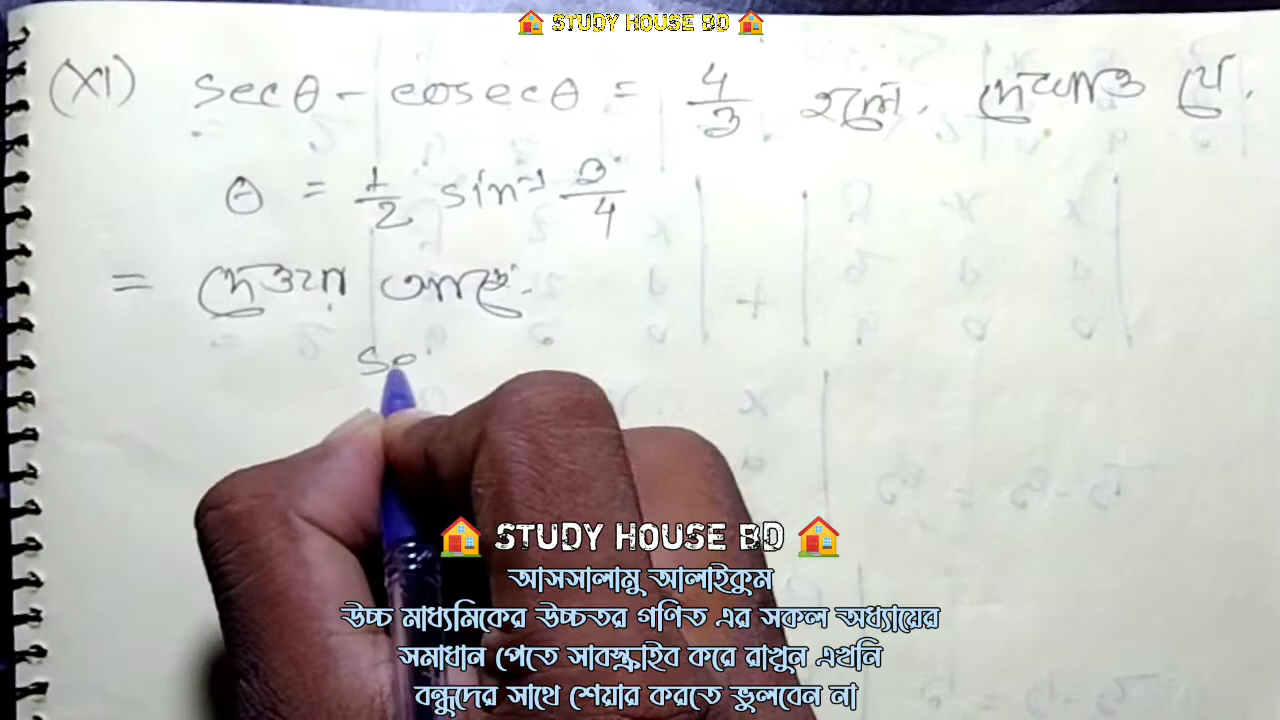 🏠 STUDY HOUSE BD 🏠
(XI) secθ - cosecθ = 4/3 হলে, দেখাও যে,
θ = 1/2 sin⁻¹ 3/4
= দেওয়া আছে,
se
🏠 STUDY HOUSE BD 🏠
আসসালামু আলাইকুম
উচ্চ মাধ্যমিকের উচ্চতর গণিত এর সকল অধ্যায়ের
সমাধান পেতে সাবস্ক্রাইব করে রাখুন এখনি
বন্ধুদের সাথে শেয়ার করতে ভুলবেন না